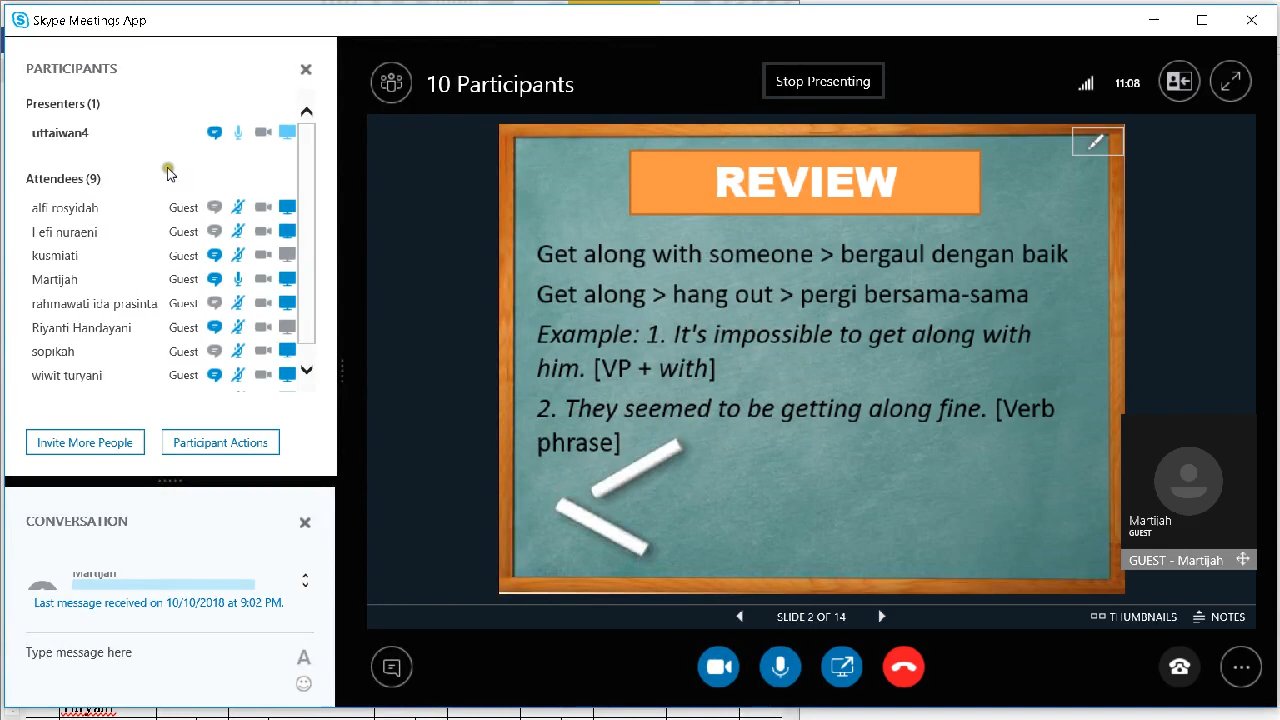 Skype Meetings App
PARTICIPANTS
Presenters (1)
uttaiwan4
Attendees (9)
alfi rosyidah Guest
I efi nuraeni Guest
kusmiati Guest
Martijah Guest
rahmawati ida prasinta Guest
Riyanti Handayani Guest
sopikah Guest
wiwit turyani Guest
Invite More People
Participant Actions
CONVERSATION
Martijah
Last message received on 10/10/2018 at 9:02 PM.
Type message here
A
10 Participants
Stop Presenting
11:08
REVIEW
Get along with someone > bergaul dengan baik
Get along > hang out > pergi bersama-sama
Example: 1. It's impossible to get along with
him. [VP + with]
2. They seemed to be getting along fine. [Verb
phrase]
Martijah
GUEST
GUEST - Martijah
SLIDE 2 OF 14
THUMBNAILS
NOTES